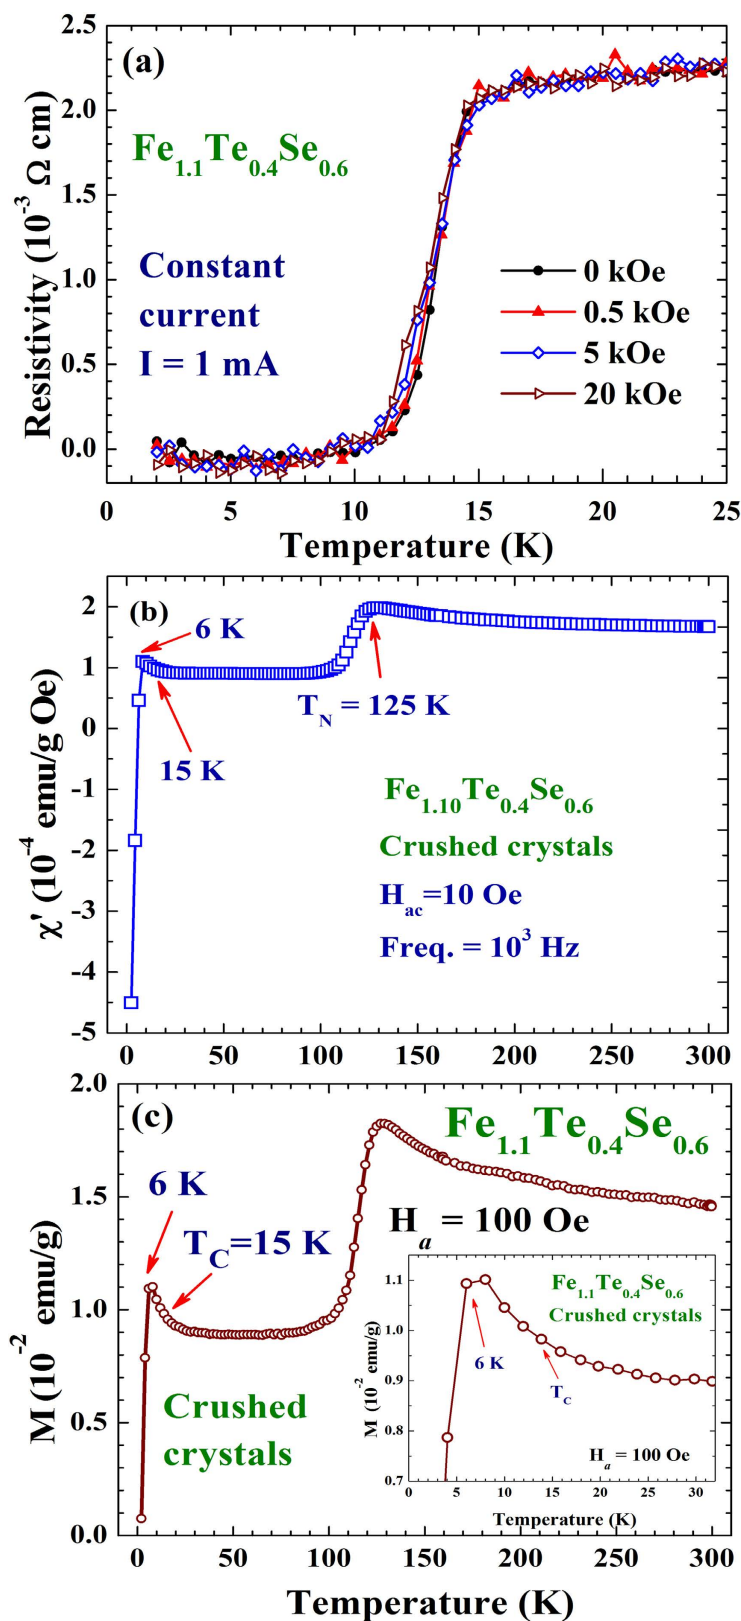 (a)
Fe1.1Te0.4Se0.6
Constant
current
I = 1 mA
0 kOe
0.5 kOe
5 kOe
20 kOe
Resistivity (10-3 Ω cm)
2.5
2.0
1.5
1.0
0.5
0.0
0 5 10 15 20 25
Temperature (K)
(b)
6 K
15 K
TN = 125 K
Fe1.10Te0.4Se0.6
Crushed crystals
Hac=10 Oe
Freq. = 10³ Hz
χ' (10-4 emu/g Oe)
2
1
0
-1
-2
-3
-4
-5
0 50 100 150 200 250 300
(c)
Fe1.1Te0.4Se0.6
6 K
TC=15 K
Ha = 100 Oe
Crushed
crystals
M (10-2 emu/g)
2.0
1.5
1.0
0.5
0.0
0 50 100 150 200 250 300
Temperature (K)
Fe1.1Te0.4Se0.6
Crushed crystals
6 K
TC
Ha = 100 Oe
M (10-2 emu/g)
1.1
1.0
0.9
0.8
0.7
0 5 10 15 20 25 30
Temperature (K)